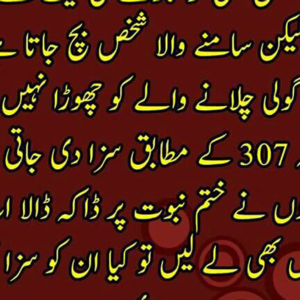 لیکن سامنے والا شخص بچ جاتا ہے
گولی چلانے والے کو چھوڑا نہیں
307 کے مطابق سزا دی جاتی
نے ختم نبوت پر ڈاکہ ڈالا
بھی لے لیں تو کیا ان کو سزا